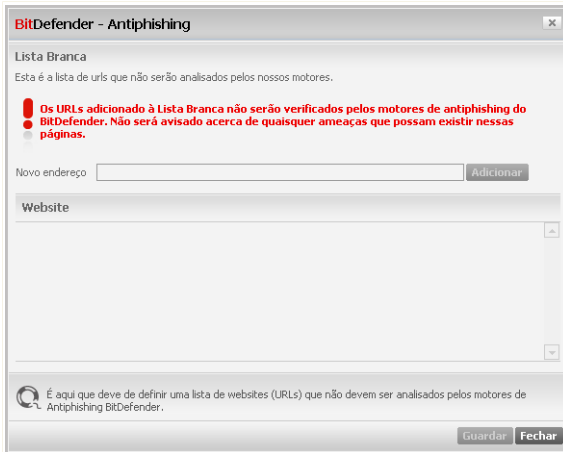 BitDefender - Antiphishing
Lista Branca
Esta é a lista de urls que não serão analisados pelos nossos motores.
Os URLs adicionado à Lista Branca não serão verificados pelos motores de antiphishing do
BitDefender. Não será avisado acerca de quaisquer ameaças que possam existir nessas
páginas.
Novo endereço
Adicionar
Website
É aqui que deve de definir uma lista de websites (URLs) que não devem ser analisados pelos motores de
Antiphishing BitDefender.
Guardar Fechar